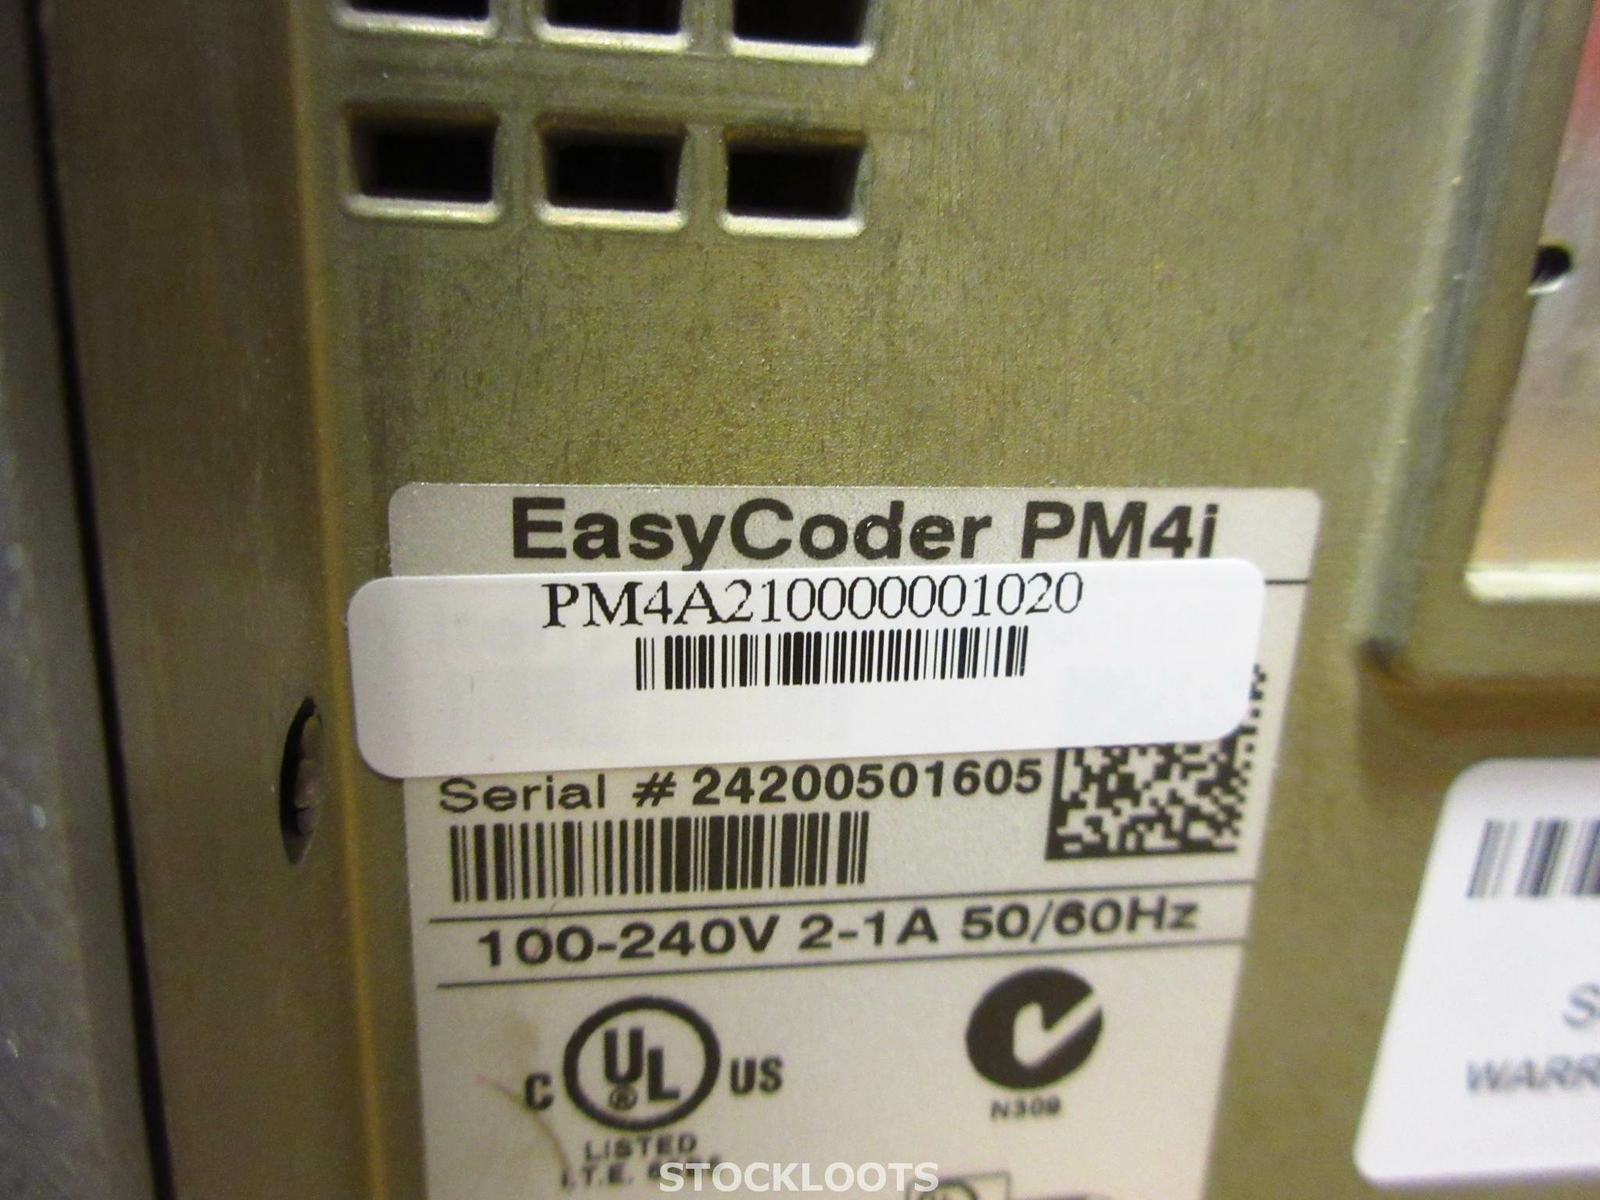 EasyCoder PM4i
PM4A210000001020
Serial # 24200501605
100-240V 2-1A 50/60Hz
C UL US
®
N309
LISTED
I.T.E.
STOCKLOOTS